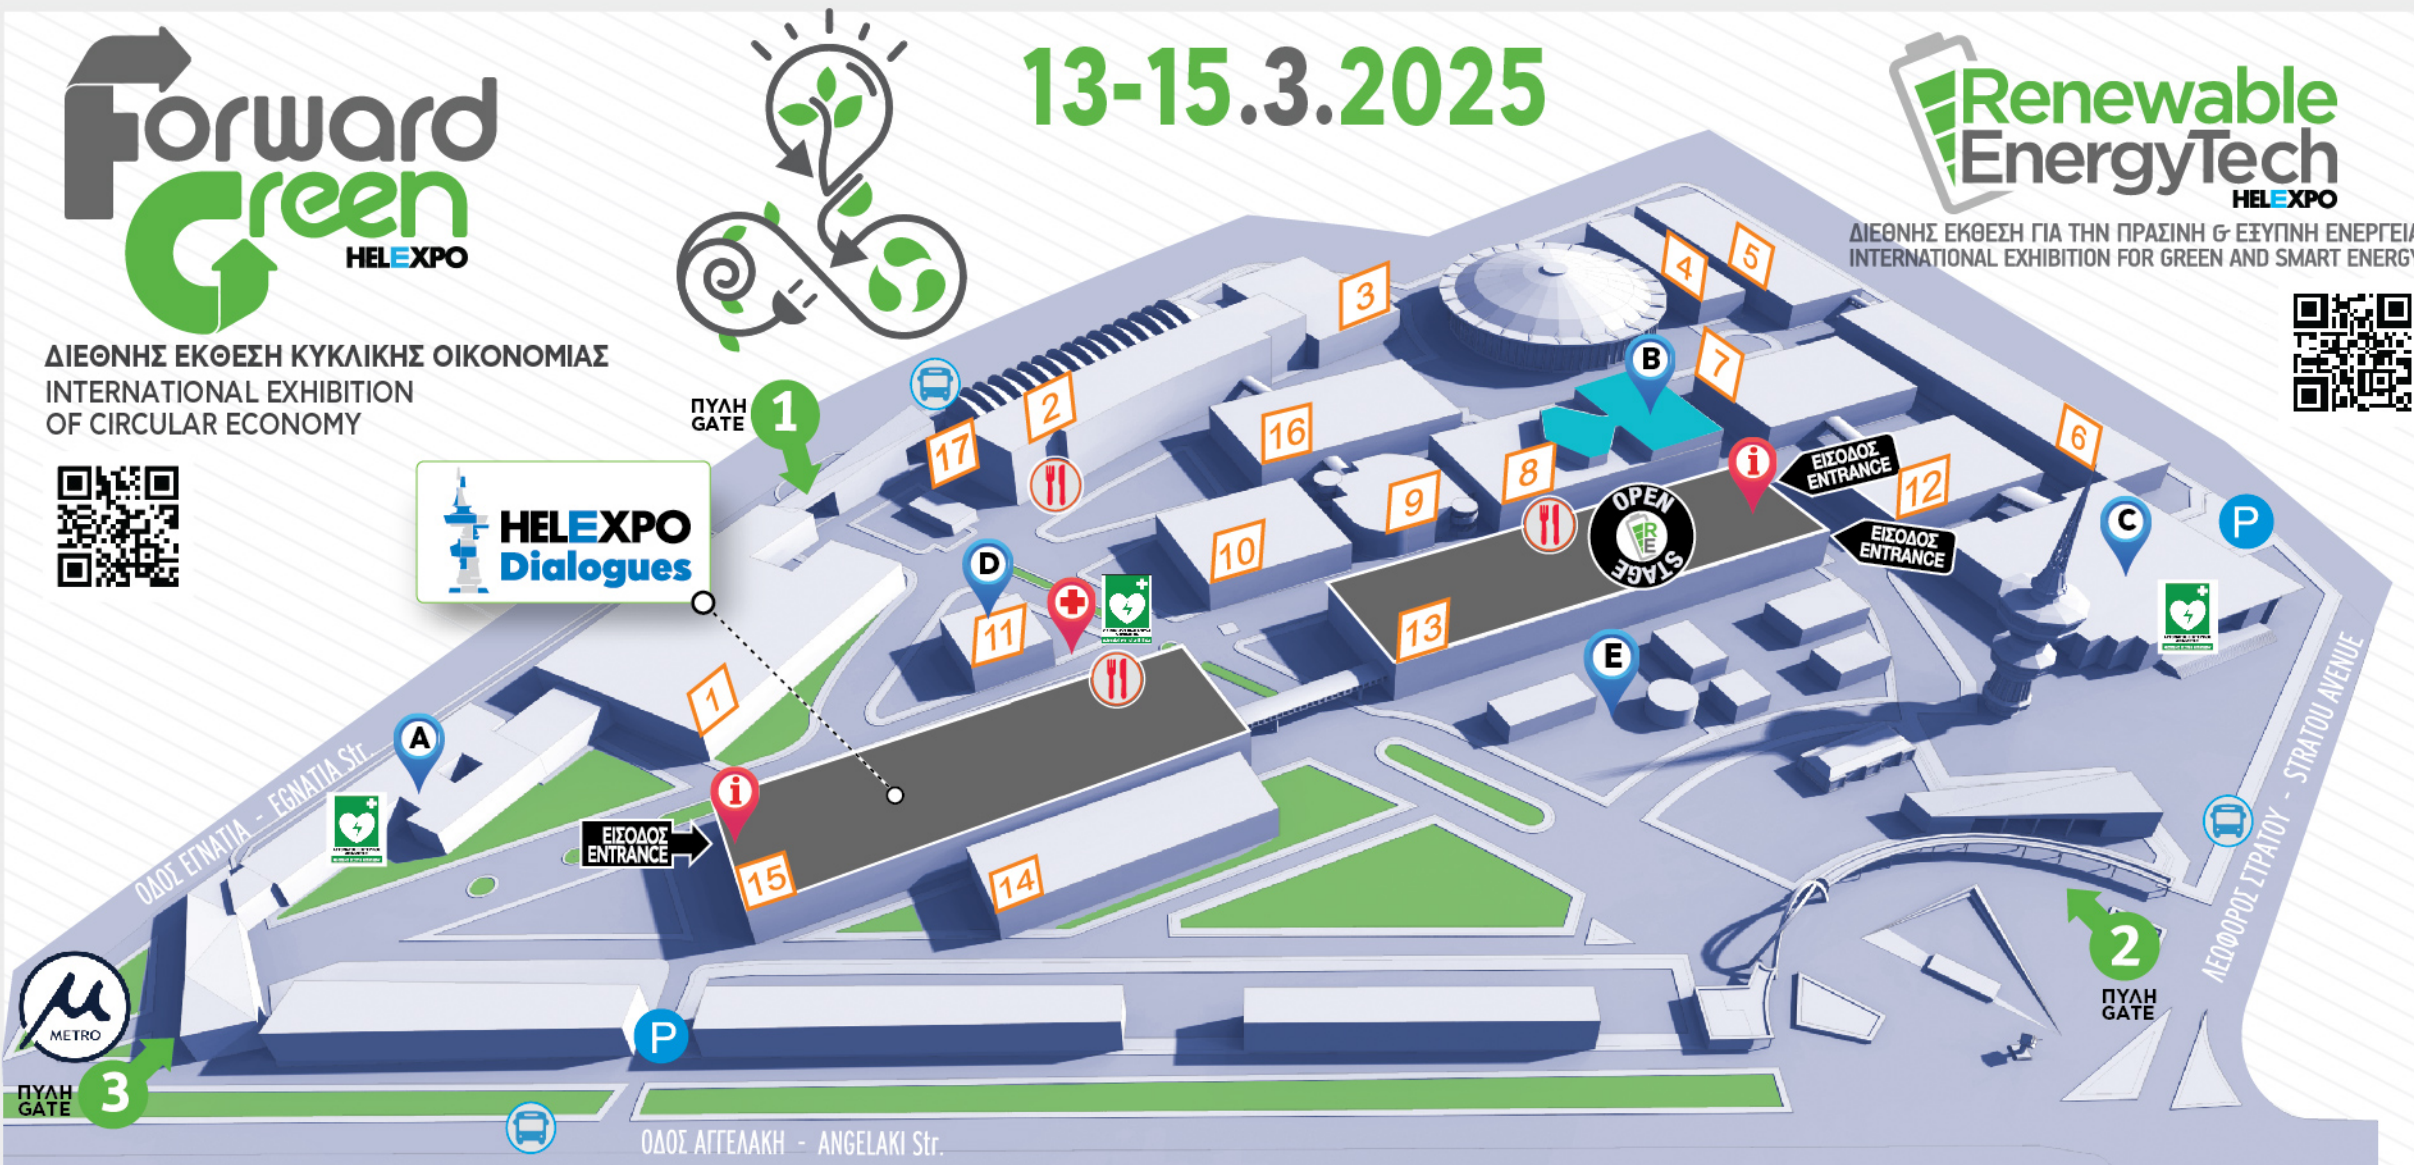 Forward
Green
HELEXPO
ΔΙΕΘΝΗΣ ΕΚΘΕΣΗ ΚΥΚΛΙΚΗΣ ΟΙΚΟΝΟΜΙΑΣ
INTERNATIONAL EXHIBITION
OF CIRCULAR ECONOMY
13-15.3.2025
Renewable
EnergyTech
HELEXPO
ΔΙΕΘΝΗΣ ΕΚΘΕΣΗ ΓΙΑ ΤΗΝ ΠΡΑΣΙΝΗ & ΕΞΥΠΝΗ ΕΝΕΡΓΕΙΑ
INTERNATIONAL EXHIBITION FOR GREEN AND SMART ENERGY
HELEXPO
Dialogues
ΠΥΛΗ
GATE
1
17
2
3
4
5
16
B
7
6
8
9
10
i
ΕΙΣΟΔΟΣ
ENTRANCE
12
ΕΙΣΟΔΟΣ
ENTRANCE
OPEN
RE
STAGE
C
P
D
11
13
E
1
A
i
ΕΙΣΟΔΟΣ
ENTRANCE
15
14
ΟΔΟΣ ΕΓΝΑΤΙΑ - EGNATIA Str.
ΛΕΩΦΟΡΟΣ ΣΤΡΑΤΟΥ - STRATOU AVENUE
2
ΠΥΛΗ
GATE
METRO
ΠΥΛΗ
GATE
3
P
ΟΔΟΣ ΑΓΓΕΛΑΚΗ - ANGELAKI Str.